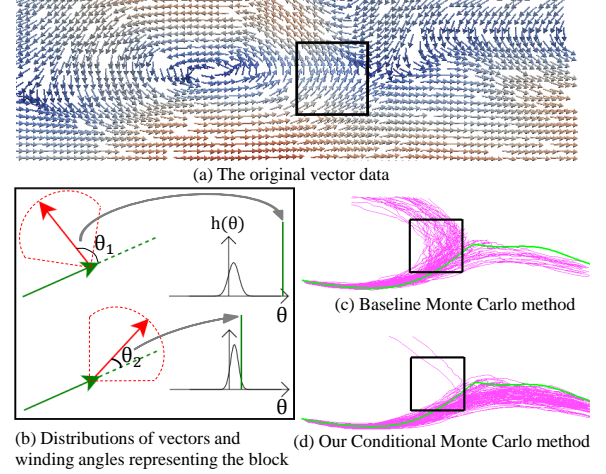 (a) The original vector data
θ1
h(θ)
θ
θ2
θ
(b) Distributions of vectors and
winding angles representing the block
(c) Baseline Monte Carlo method
(d) Our Conditional Monte Carlo method